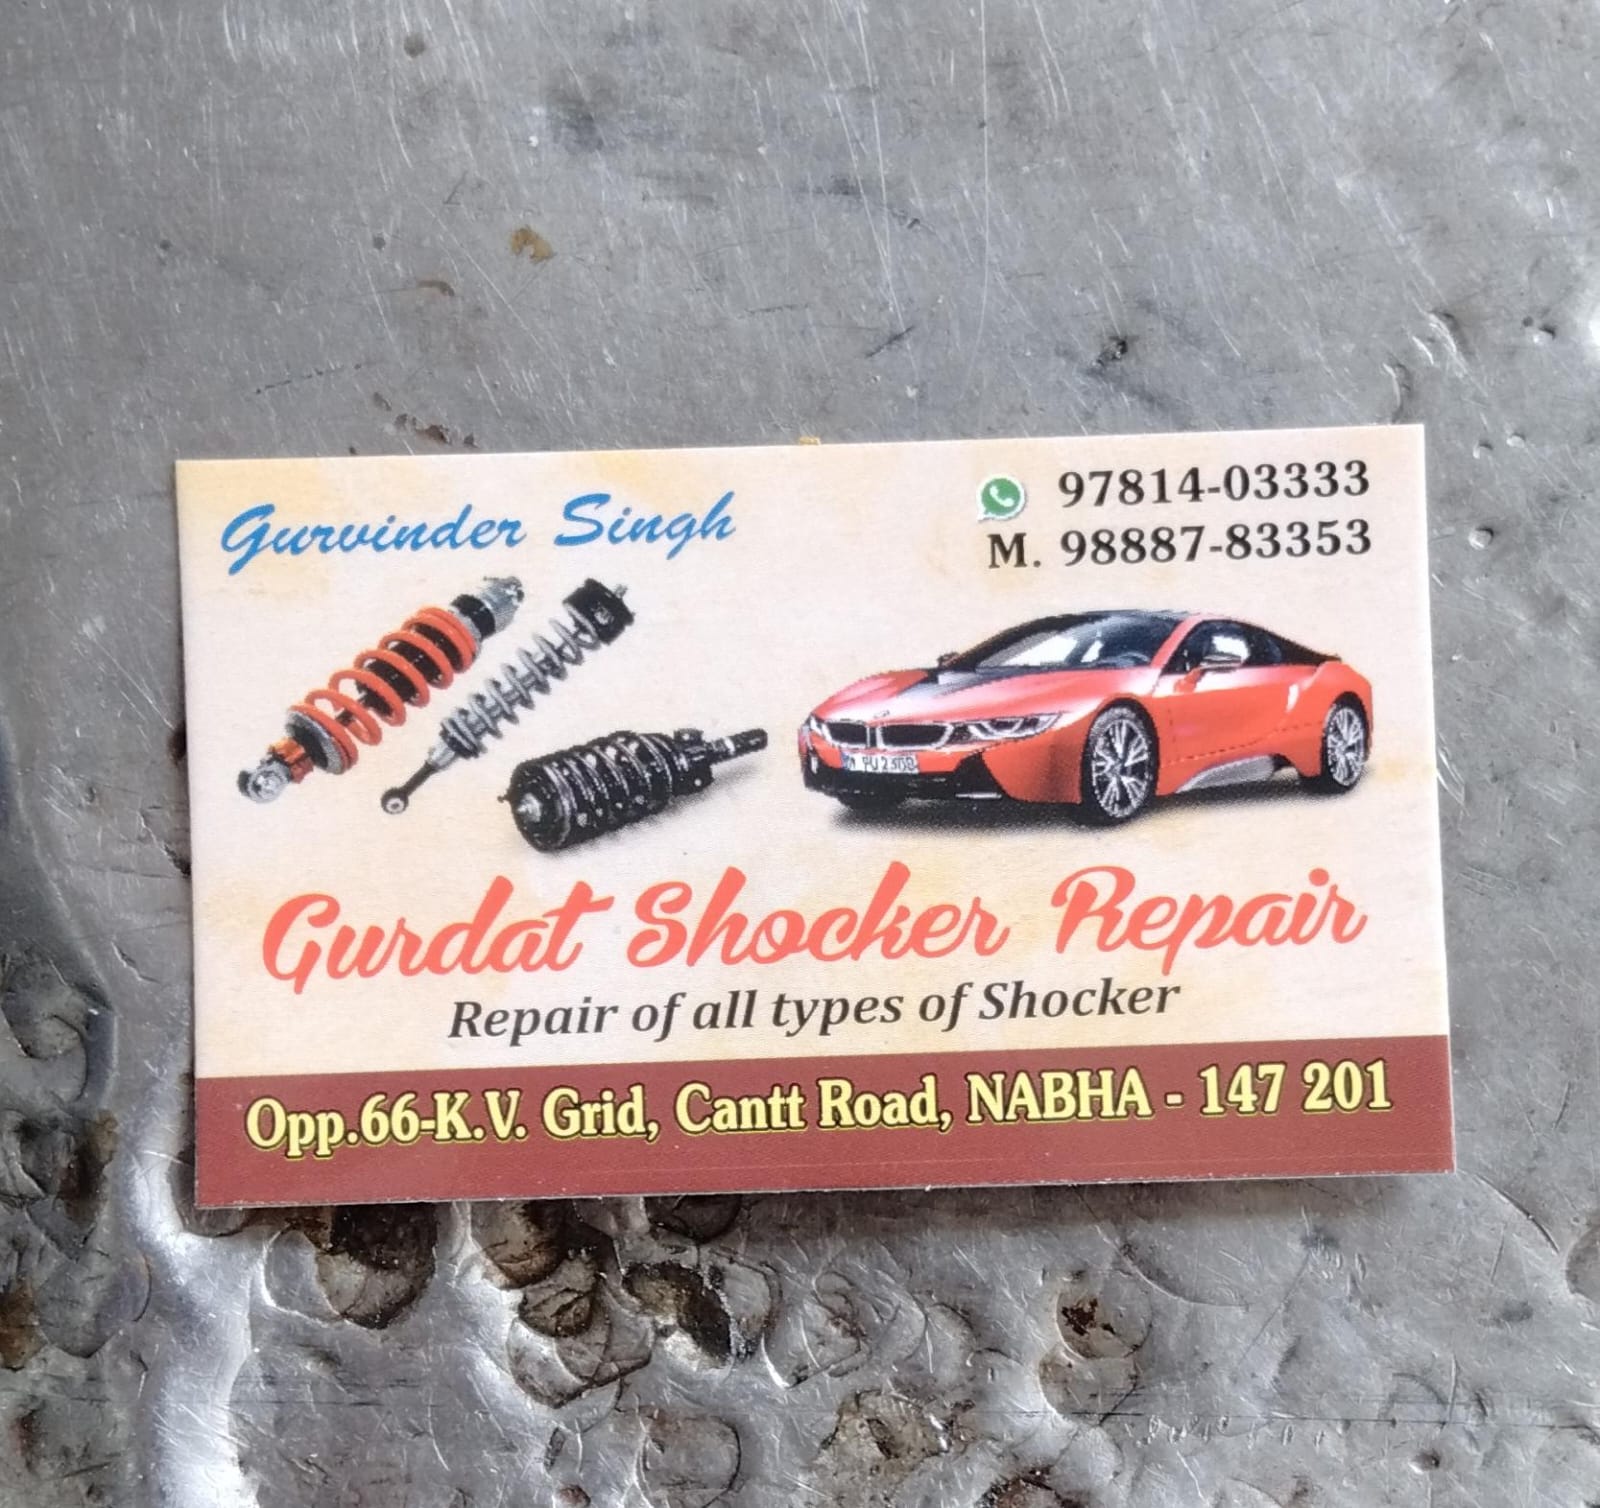 Gurvinder Singh
97814-03333
M. 98887-83353
Gurdat Shocker Repair
Repair of all types of Shocker
Opp.66-K.V. Grid, Cantt Road, NABHA - 147 201